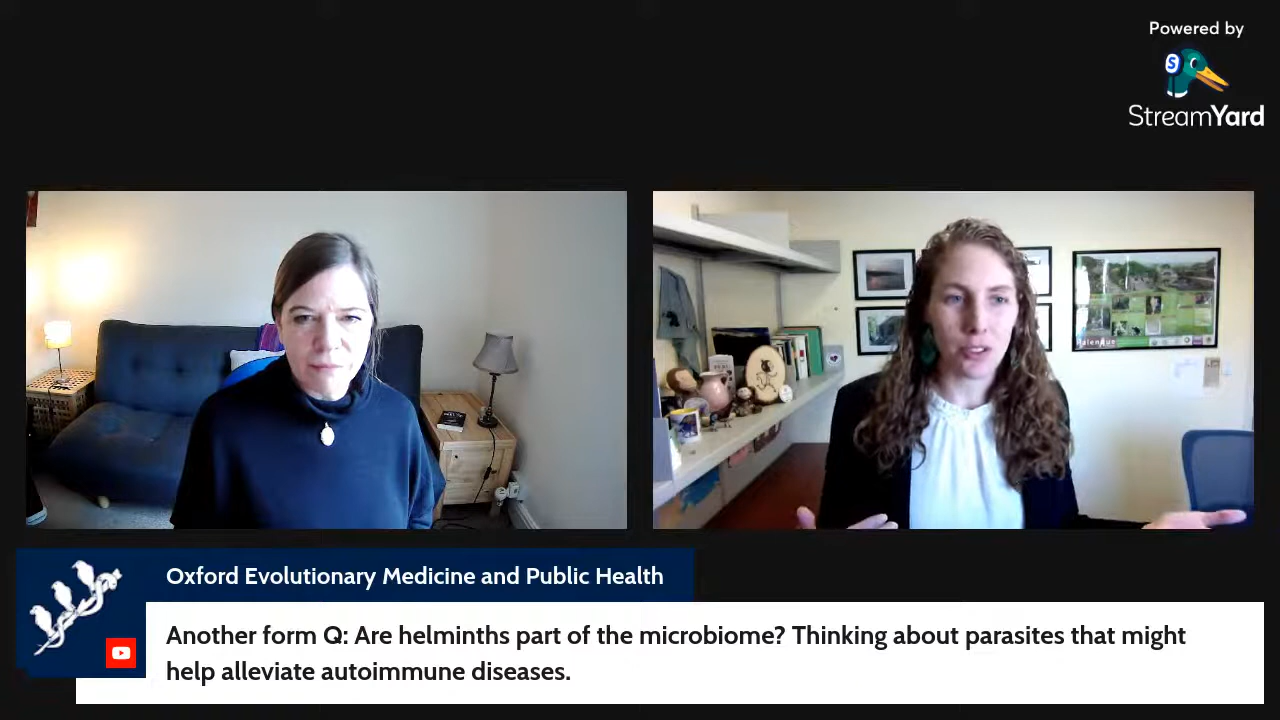 Powered by
StreamYard
Oxford Evolutionary Medicine and Public Health
Another form Q: Are helminths part of the microbiome? Thinking about parasites that might
help alleviate autoimmune diseases.